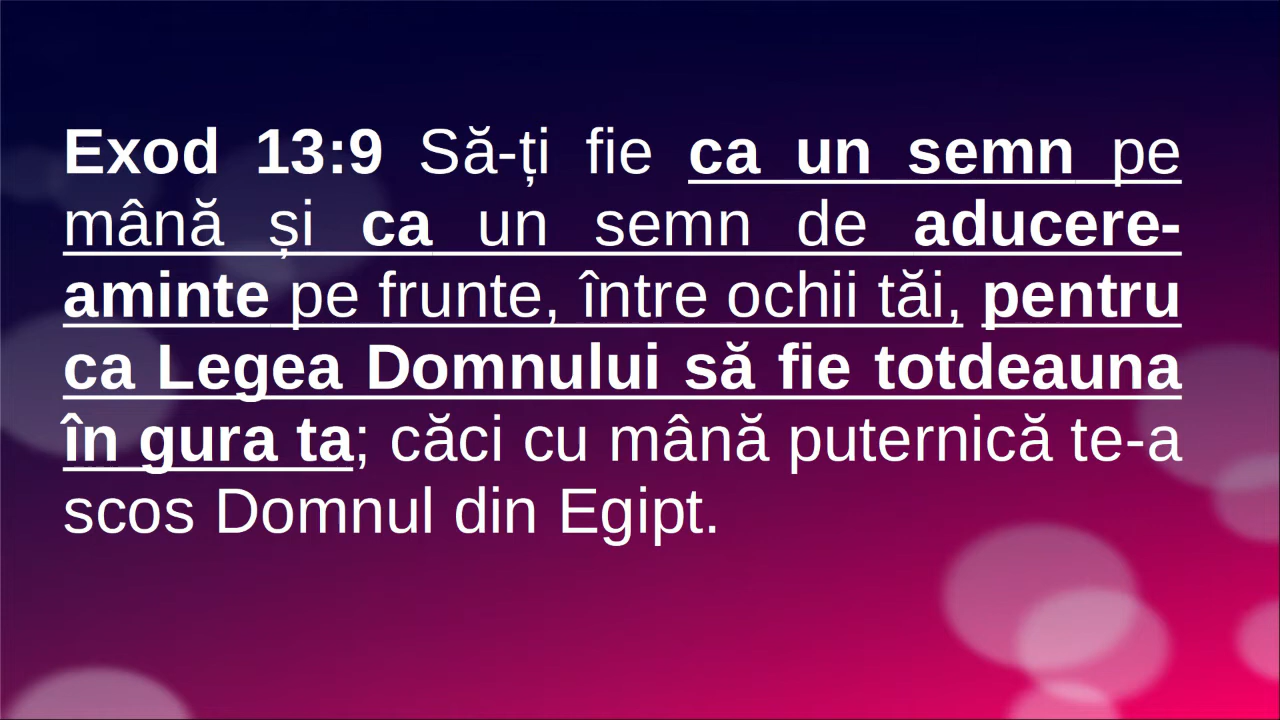 Exod 13:9 Să-ți fie ca un semn pe
mână și ca un semn de aducere-
aminte pe frunte, între ochii tăi, pentru
ca Legea Domnului să fie totdeauna
în gura ta; căci cu mână puternică te-a
scos Domnul din Egipt.